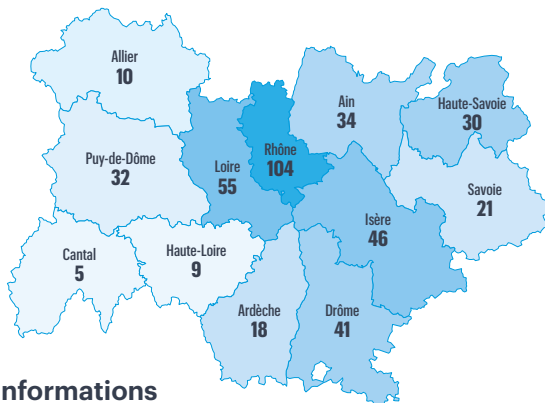 Allier
10
Ain
34
Haute-Savoie
30
Puy-de-Dôme
32
Loire
55
Rhône
104
Savoie
21
Isère
46
Cantal
5
Haute-Loire
9
Ardèche
18
Drôme
41
nformations